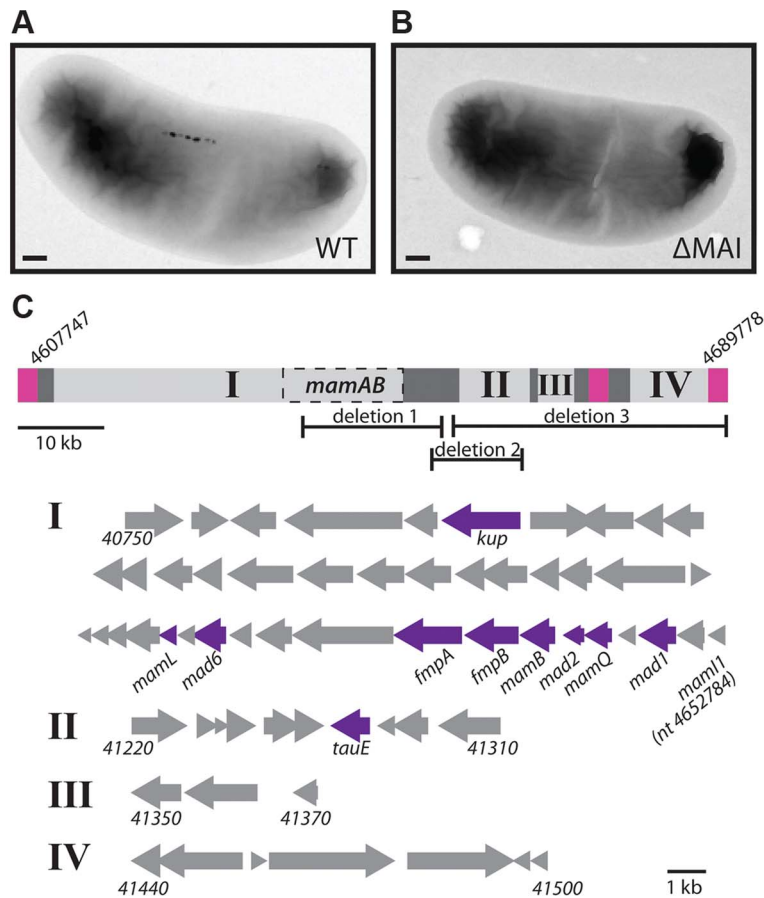 A
B
WT
ΔMAI
C
4607747
4689778
I
mamAB
II
III
IV
10 kb
deletion 1
deletion 3
deletion 2
I
40750
kup
mamL
mad6
fmpA
fmpB
mamB
mad2
mamQ
mad1
mamI1
(nt 4652784)
II
41220
tauE
41310
III
41350
41370
IV
41440
41500
1 kb